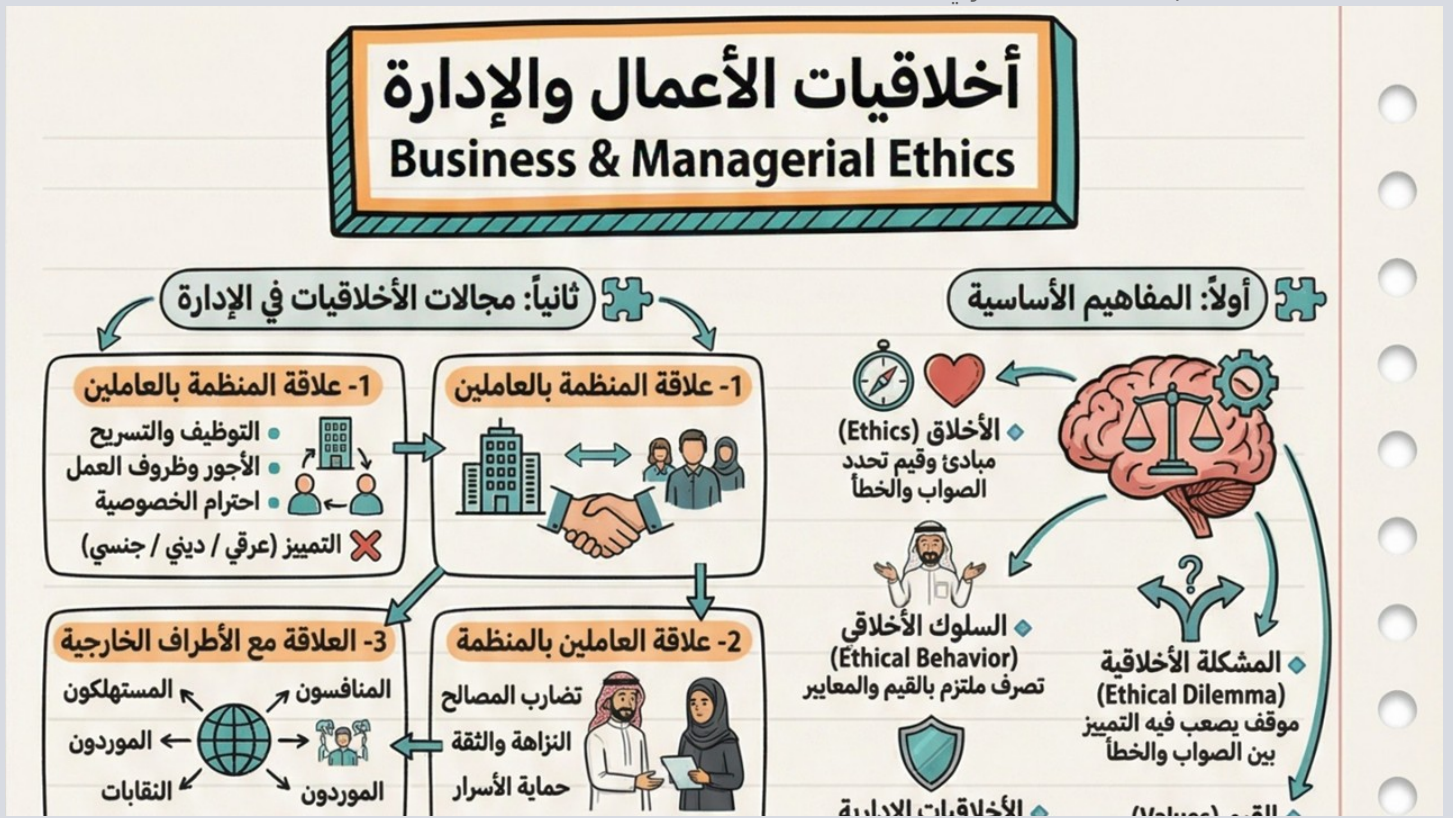 أخلاقيات الأعمال والإدارة
Business & Managerial Ethics
أولاً: المفاهيم الأساسية
الأخلاق (Ethics)
مبادئ وقيم تحدد
الصواب والخطأ
السلوك الأخلاقي
(Ethical Behavior)
تصرف ملتزم بالقيم والمعايير
المشكلة الأخلاقية
(Ethical Dilemma)
موقف يصعب فيه التمييز
بين الصواب والخطأ
?
الأخلاقيات الإدارية
القيم (Values)
ثانياً: مجالات الأخلاقيات في الإدارة
1- علاقة المنظمة بالعاملين
1- علاقة المنظمة بالعاملين
التوظيف والتسريح
الأجور وظروف العمل
احترام الخصوصية
التمييز (عرقي / ديني / جنسي)
2- علاقة العاملين بالمنظمة
تضارب المصالح
النزاهة والثقة
حماية الأسرار
3- العلاقة مع الأطراف الخارجية
المنافسون
المستهلكون
الموردون
الموردون
النقابات